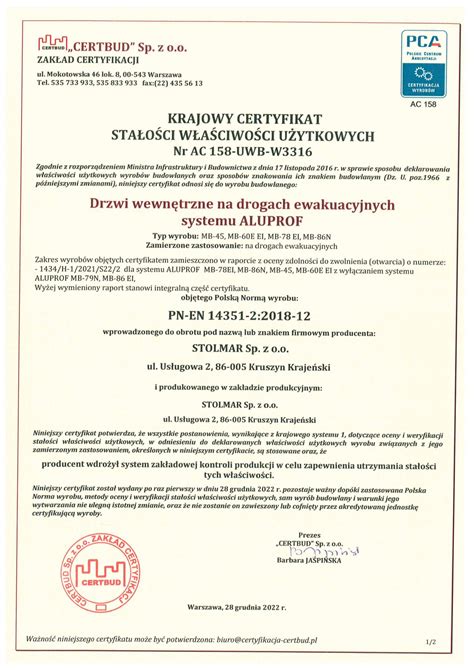 CERTBUD
„CERTBUD” Sp. z o.o.
ZAKŁAD CERTYFIKACJI
ul. Mokotowska 46 lok. 8, 00-543 Warszawa
Tel. 535 733 933, 535 833 933 fax:(22) 435 56 13
PCA
POLSKIE CENTRUM
AKREDYTACJI
CERTYFIKACJA
WYROBÓW
AC 158
KRAJOWY CERTYFIKAT
STAŁOŚCI WŁAŚCIWOŚCI UŻYTKOWYCH
Nr AC 158-UWB-W3316
Zgodnie z rozporządzeniem Ministra Infrastruktury i Budownictwa z dnia 17 listopada 2016 r. w sprawie sposobu deklarowania
właściwości użytkowych wyrobów budowlanych oraz sposobów znakowania ich znakiem budowlanym (Dz. U. poz.1966 z
późniejszymi zmianami), niniejszy certyfikat odnosi się do wyrobu budowlanego:
Drzwi wewnętrzne na drogach ewakuacyjnych
systemu ALUPROF
Typ wyrobu: MB-45, MB-60E EI, MB-78 EI, MB-86N
Zamierzone zastosowanie: na drogach ewakuacyjnych
Zakres wyrobów objętych certyfikatem zamieszczono w raporcie z oceny zdolności do zwolnienia (otwarcia) o numerze:
- 1434/H-1/2021/S22/2 dla systemu ALUPROF MB-78EI, MB-86N, MB-45, MB-60E EI z wyłączaniem systemu
ALUPROF MB-79N, MB-86 EI,
Wyżej wymieniony raport stanowi integralną część certyfikatu.
objętego Polską Normą wyrobu:
PN-EN 14351-2:2018-12
wprowadzonego do obrotu pod nazwą lub znakiem firmowym producenta:
STOLMAR Sp. z o.o.
ul. Usługowa 2, 86-005 Kruszyn Krajeński
i produkowanego w zakładzie produkcyjnym:
STOLMAR Sp. z o.o.
ul. Usługowa 2, 86-005 Kruszyn Krajeński
Niniejszy certyfikat potwierdza, że wszystkie postanowienia, wynikające z krajowego systemu 1, dotyczące oceny i weryfikacji
stałości właściwości użytkowych, w odniesieniu do deklarowanych właściwości użytkowych wyrobu związanych z jego
zamierzonym zastosowaniem, określonych w niniejszym certyfikacie, są stosowane oraz, że
producent wdrożył system zakładowej kontroli produkcji w celu zapewnienia utrzymania stałości
tych właściwości.
Niniejszy certyfikat został wydany po raz pierwszy w dniu 28 grudnia 2022 r. pozostaje ważny dopóki zastosowana Polska
Norma wyrobu, metody oceny i weryfikacji stałości właściwości użytkowych, sam wyrób budowlany i warunki jego
wytwarzania nie ulegną istotnej zmianie, oraz że nie zostanie on zawieszony lub cofnięty przez akredytowaną jednostkę
certyfikującą wyroby.
Prezes
„CERTBUD” Sp. z o.o.
Barbara JAŚPIŃSKA
CERTBUD Sp. z o.o. ZAKŁAD CERTYFIKACJI
CERTBUD
Warszawa, 28 grudnia 2022 r.
Ważność niniejszego certyfikatu może być potwierdzona: biuro@certyfikacja-certbud.pl
1/2